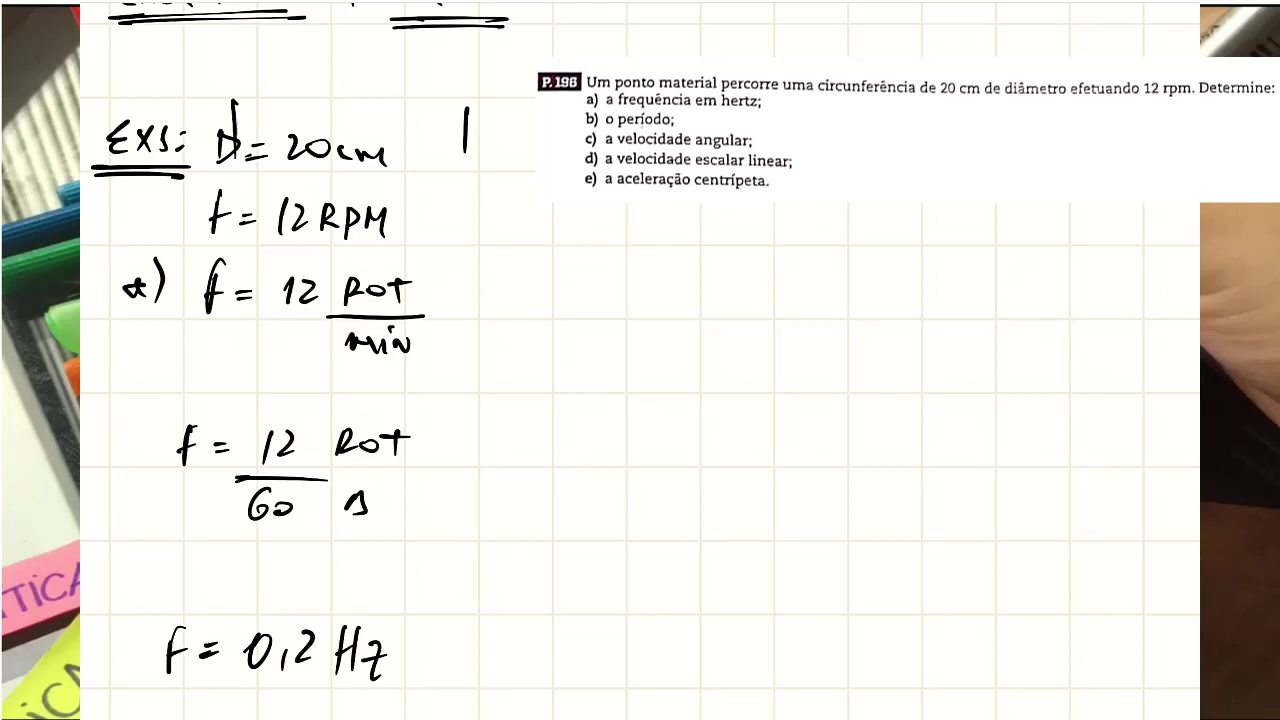 P.196 Um ponto material percorre uma circunferência de 20 cm de diâmetro efetuando 12 rpm. Determine:
a) a frequência em hertz;
b) o período;
c) a velocidade angular;
d) a velocidade escalar linear;
e) a aceleração centrípeta.
EXS: D = 20 cm
f = 12 RPM
a) f = 12 Rot
min
f = 12 Rot
60 s
f = 0,2 Hz